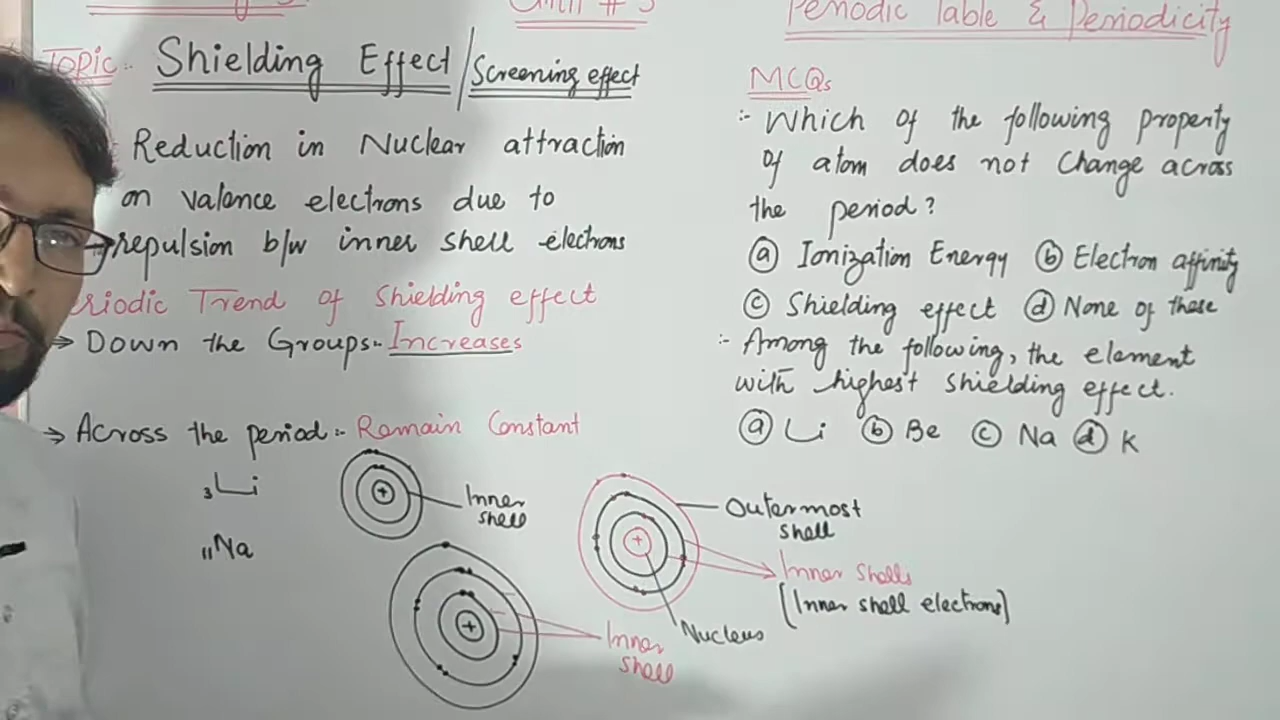 Unit # 3
Periodic Table & Periodicity
Topic:- Shielding Effect / Screening effect
Reduction in Nuclear attraction
on valance electrons due to
repulsion b/w inner shell electrons
riodic Trend of Shielding effect
→ Down the Groups:- Increases
→ Across the period:- Remain Constant
₃Li
₁₁Na
Inner
shell
Inner
shell
Outermost
shell
Inner Shells
(Inner shell electrons)
Nucleus
MCQs
:- Which of the following property
of atom does not change across
the period?
(a) Ionization Energy (b) Electron affinity
(c) Shielding effect (d) None of these
:- Among the following, the element
with highest shielding effect.
(a) Li (b) Be (c) Na (d) K